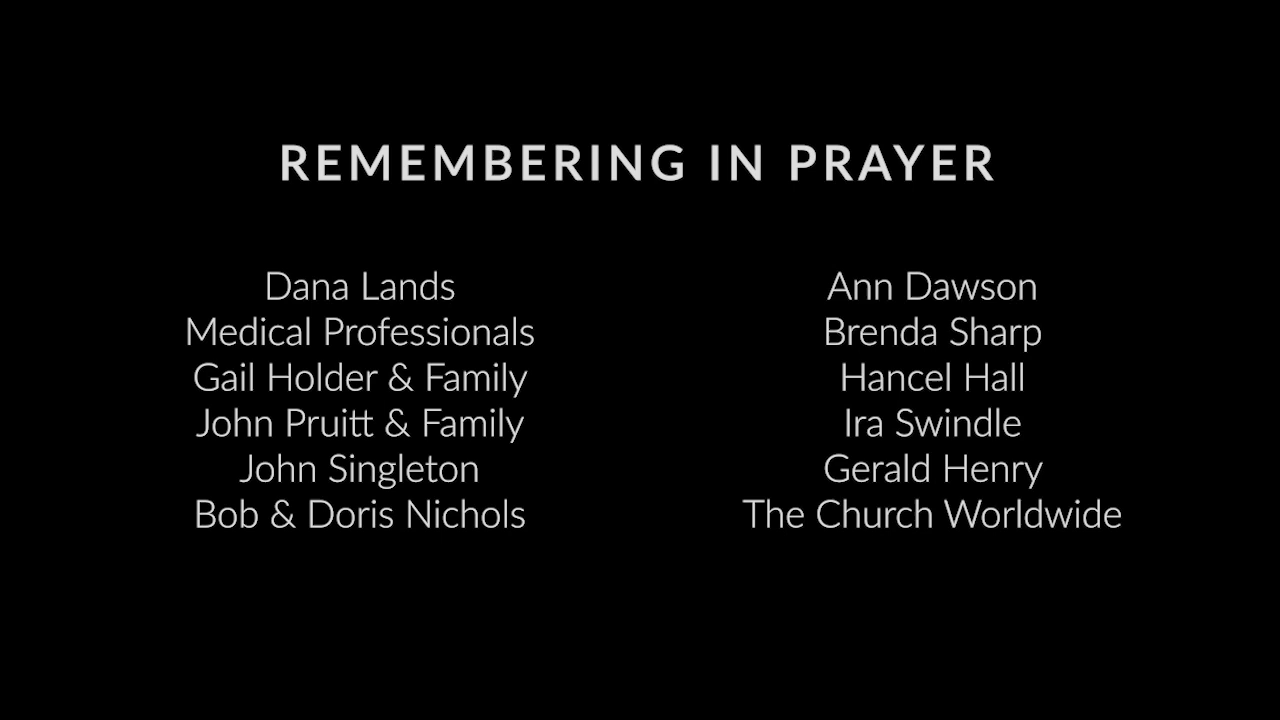 REMEMBERING IN PRAYER
Dana Lands
Medical Professionals
Gail Holder & Family
John Pruitt & Family
John Singleton
Bob & Doris Nichols
Ann Dawson
Brenda Sharp
Hancel Hall
Ira Swindle
Gerald Henry
The Church Worldwide